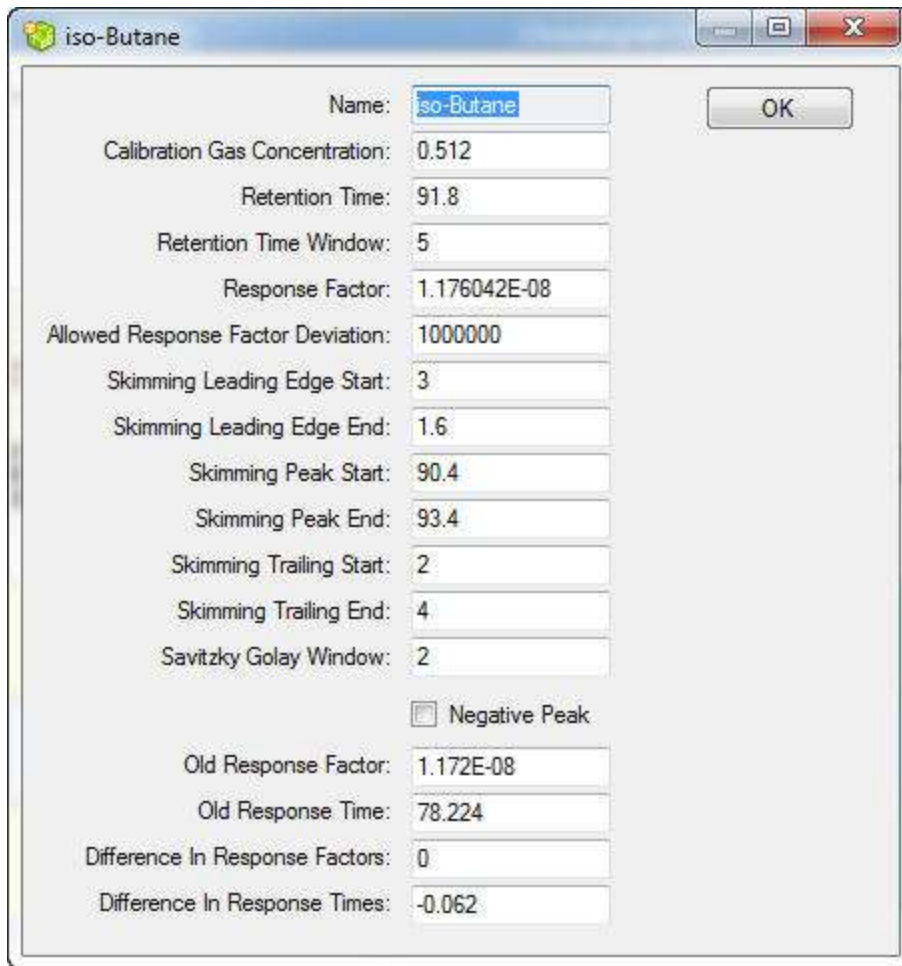 iso-Butane
Name: iso-Butane
OK
Calibration Gas Concentration: 0.512
Retention Time: 91.8
Retention Time Window: 5
Response Factor: 1.176042E-08
Allowed Response Factor Deviation: 1000000
Skimming Leading Edge Start: 3
Skimming Leading Edge End: 1.6
Skimming Peak Start: 90.4
Skimming Peak End: 93.4
Skimming Trailing Start: 2
Skimming Trailing End: 4
Savitzky Golay Window: 2
Negative Peak
Old Response Factor: 1.172E-08
Old Response Time: 78.224
Difference In Response Factors: 0
Difference In Response Times: -0.062